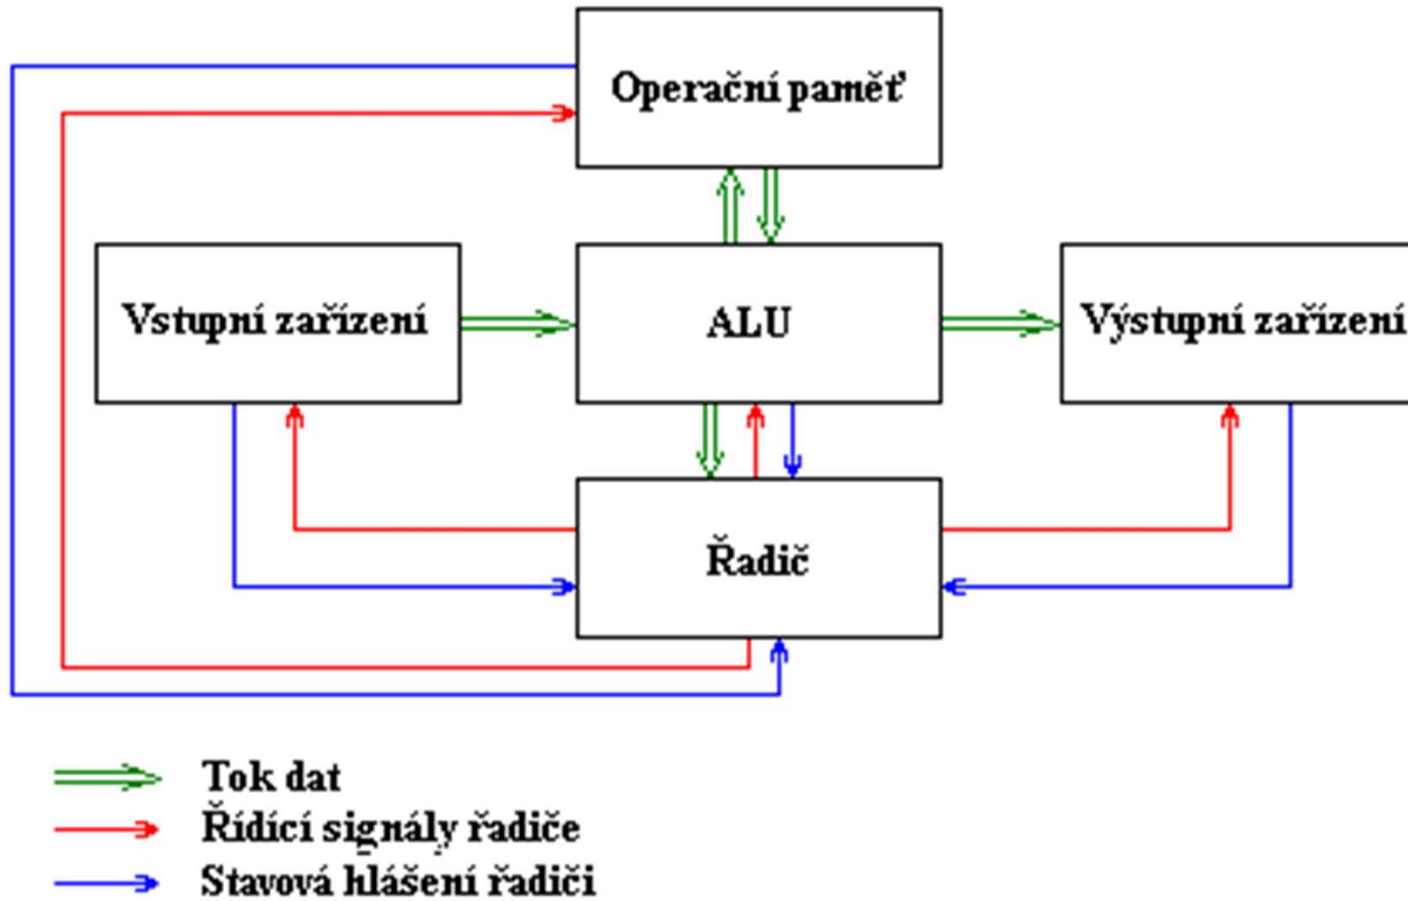 Operační paměť
Vstupní zařízení
ALU
Výstupní zařízení
Řadič
Tok dat
Řídící signály řadiče
Stavová hlášení řadiči